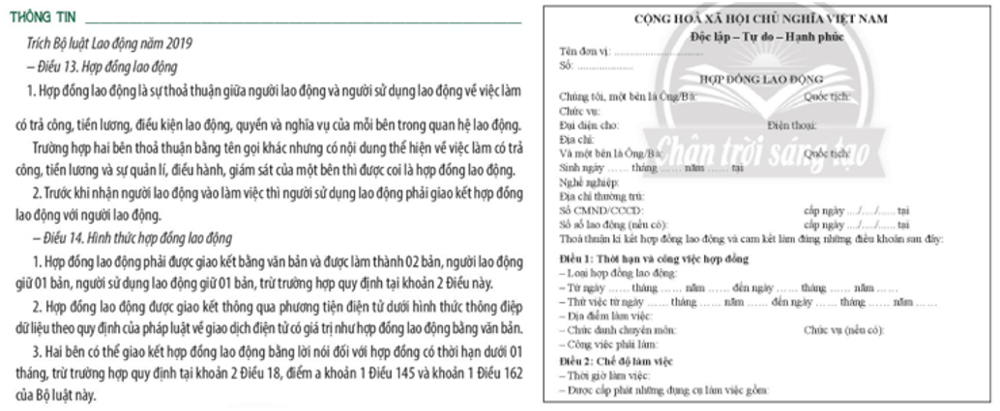 THÔNG TIN
Trích Bộ luật Lao động năm 2019
– Điều 13. Hợp đồng lao động
1. Hợp đồng lao động là sự thoả thuận giữa người lao động và người sử dụng lao động về việc làm
có trả công, tiền lương, điều kiện lao động, quyền và nghĩa vụ của mỗi bên trong quan hệ lao động.
Trường hợp hai bên thoả thuận bằng tên gọi khác nhưng có nội dung thể hiện về việc làm có trả
công, tiền lương và sự quản lí, điều hành, giám sát của một bên thì được coi là hợp đồng lao động.
2. Trước khi nhận người lao động vào làm việc thì người sử dụng lao động phải giao kết hợp đồng
lao động với người lao động.
– Điều 14. Hình thức hợp đồng lao động
1. Hợp đồng lao động phải được giao kết bằng văn bản và được làm thành 02 bản, người lao động
giữ 01 bản, người sử dụng lao động giữ 01 bản, trừ trường hợp quy định tại khoản 2 Điều này.
2. Hợp đồng lao động được giao kết thông qua phương tiện điện tử dưới hình thức thông điệp
dữ liệu theo quy định của pháp luật về giao dịch điện tử có giá trị như hợp đồng lao động bằng văn bản.
3. Hai bên có thể giao kết hợp đồng lao động bằng lời nói đối với hợp đồng có thời hạn dưới 01
tháng, trừ trường hợp quy định tại khoản 2 Điều 18, điểm a khoản 1 Điều 145 và khoản 1 Điều 162
của Bộ luật này.
CỘNG HOÀ XÃ HỘI CHỦ NGHĨA VIỆT NAM
Độc lập – Tự do – Hạnh phúc
Tên đơn vị: ........................
Số: ...............
HỢP ĐỒNG LAO ĐỘNG
Chúng tôi, một bên là Ông/Bà: Quốc tịch:
Chức vụ:
Đại diện cho: Điện thoại:
Địa chỉ:
Và một bên là Ông/Bà: Quốc tịch:
Sinh ngày ...... tháng ...... năm ...... tại
Nghề nghiệp:
Địa chỉ thường trú:
Số CMND/CCCD: cấp ngày ..../..../...... tại
Số sổ lao động (nếu có): cấp ngày ..../..../...... tại
Thoả thuận kí kết hợp đồng lao động và cam kết làm đúng những điều khoản sau đây:
Điều 1: Thời hạn và công việc hợp đồng
– Loại hợp đồng lao động:
– Từ ngày ...... tháng ...... năm ...... đến ngày ...... tháng ...... năm ......
– Thử việc từ ngày ...... tháng ...... năm ...... đến ngày ...... tháng ...... năm ......
– Địa điểm làm việc:
– Chức danh chuyên môn: Chức vụ (nếu có):
– Công việc phải làm:
Điều 2: Chế độ làm việc
– Thời giờ làm việc:
– Được cấp phát những dụng cụ làm việc gồm:
Chân trời sáng tạo